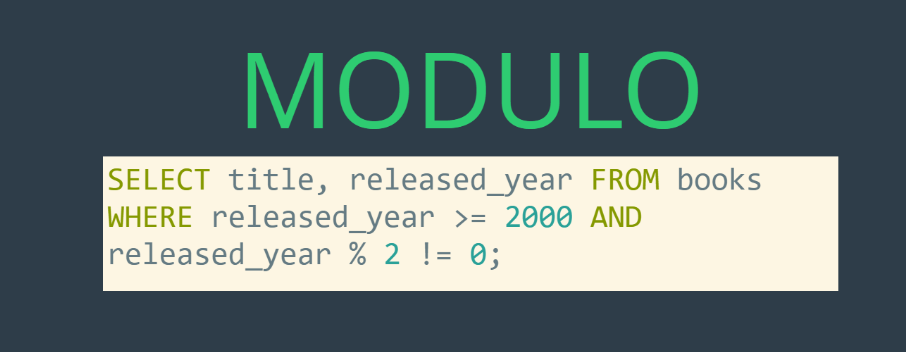 MODULO
SELECT title, released_year FROM books
WHERE released_year >= 2000 AND
released_year % 2 != 0;